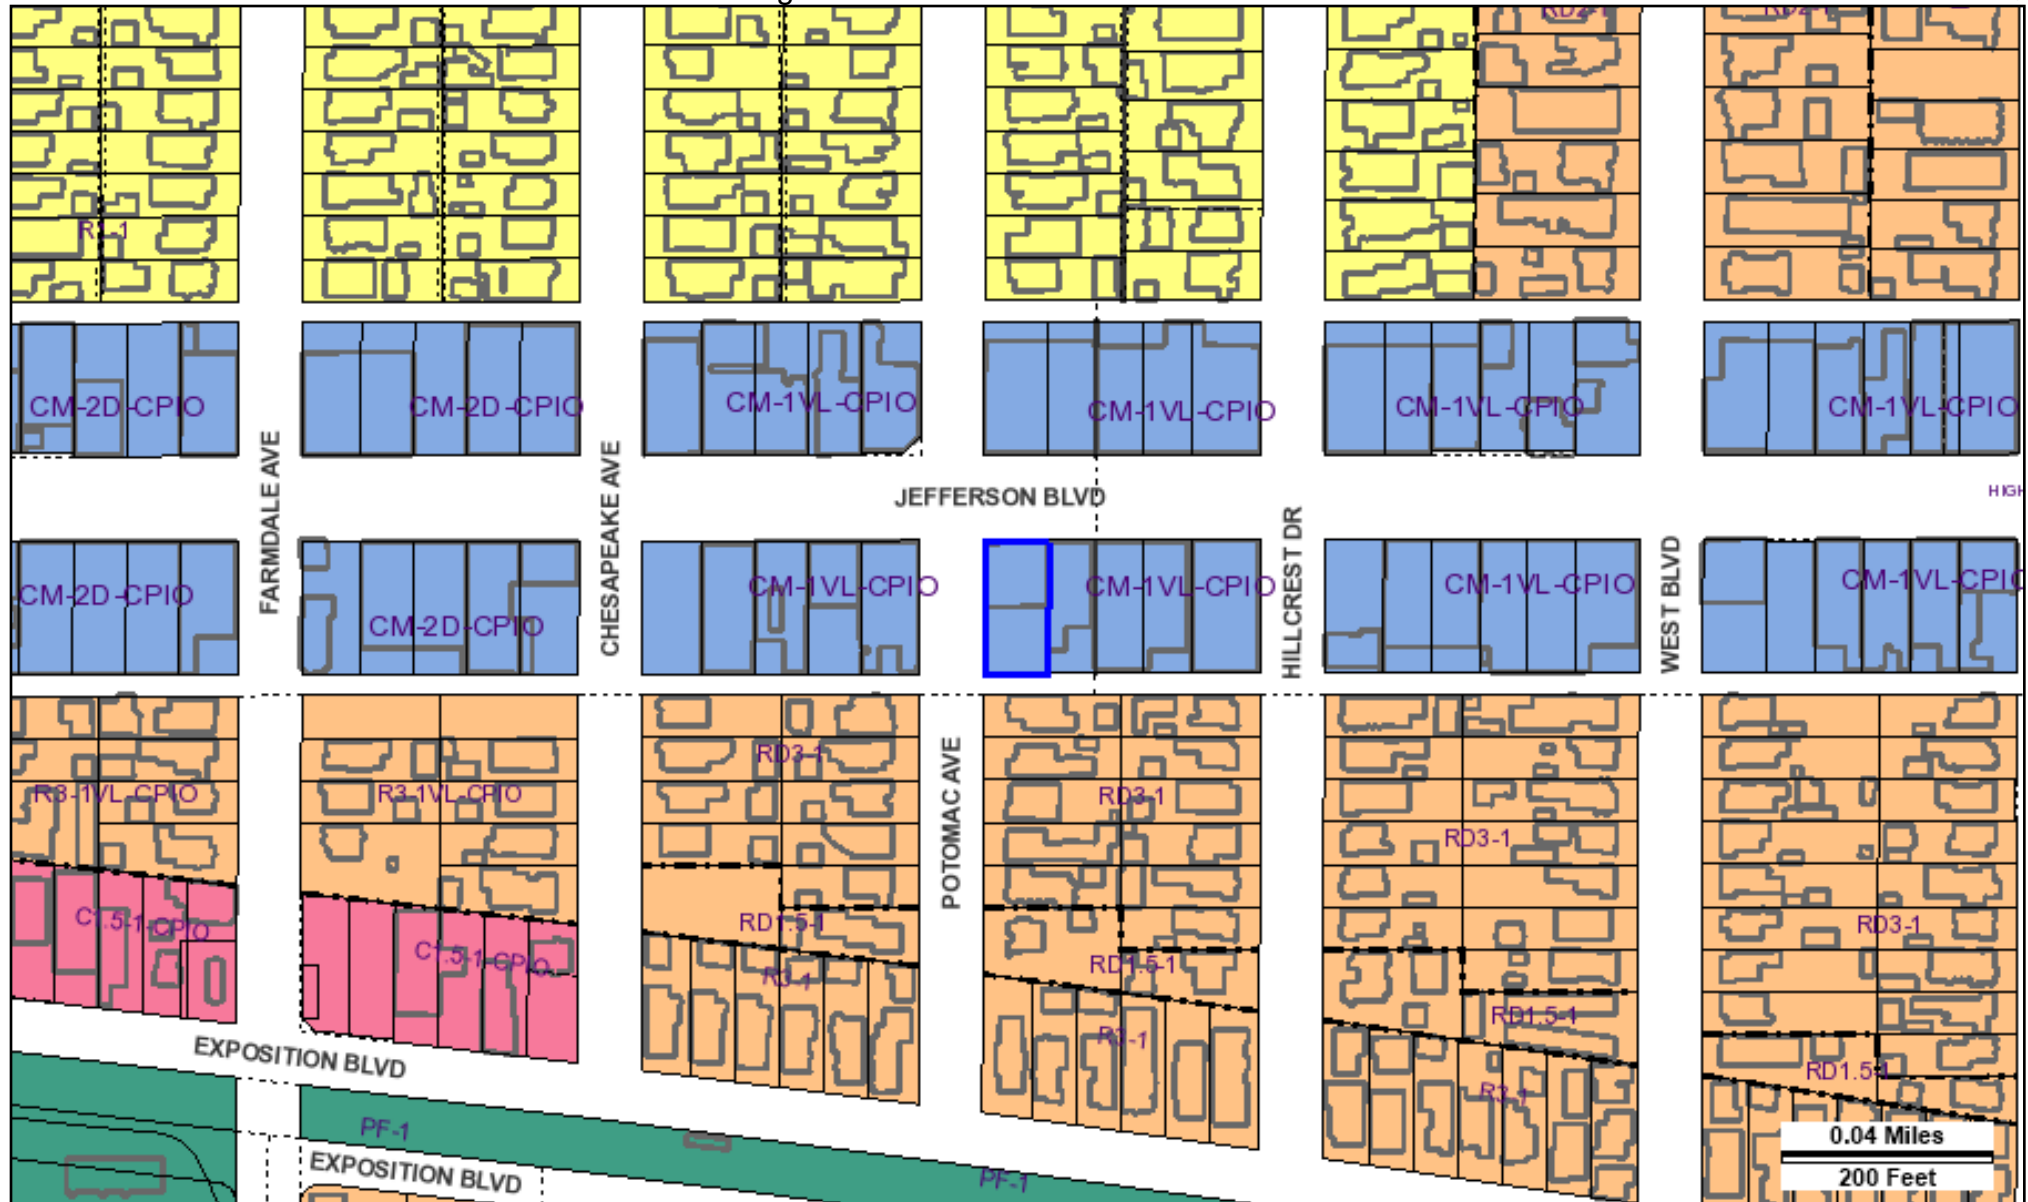 RD2-1
RD2-1
R1-1
CM-2D-CPIO
CM-2D-CPIO
CM-1VL-CPIO
CM-1VL-CPIO
CM-1VL-CPIO
CM-1VL-CPIO
FARMDALE AVE
CHESAPEAKE AVE
JEFFERSON BLVD
HILLCREST DR
WEST BLVD
CM-2D-CPIO
CM-2D-CPIO
CM-1VL-CPIO
CM-1VL-CPIO
CM-1VL-CPIO
CM-1VL-CPIO
POTOMAC AVE
R3-1VL-CPIO
R3-1VL-CPIO
RD3-1
RD3-1
RD3-1
RD3-1
C1.5-1-CPIO
C1.5-1-CPIO
RD1.5-1
R3-1
RD1.5-1
R3-1
RD1.5-1
R3-1
RD1.5-1
EXPOSITION BLVD
PF-1
EXPOSITION BLVD
PF-1
0.04 Miles
200 Feet